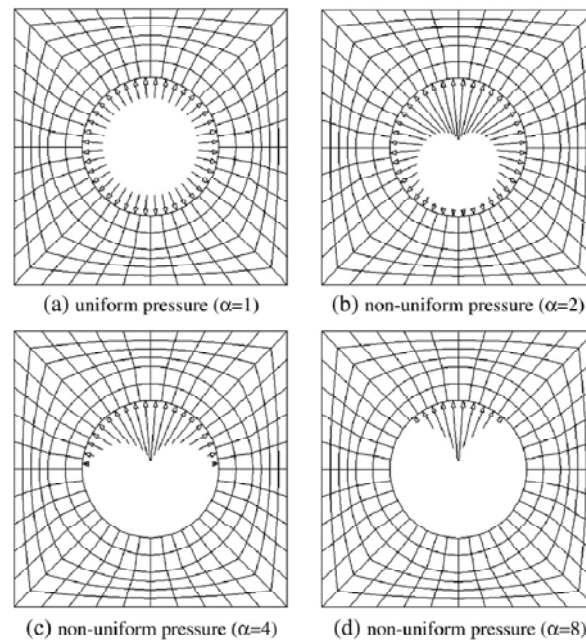 (a) uniform pressure (α=1)
(b) non-uniform pressure (α=2)
(c) non-uniform pressure (α=4)
(d) non-uniform pressure (α=8)